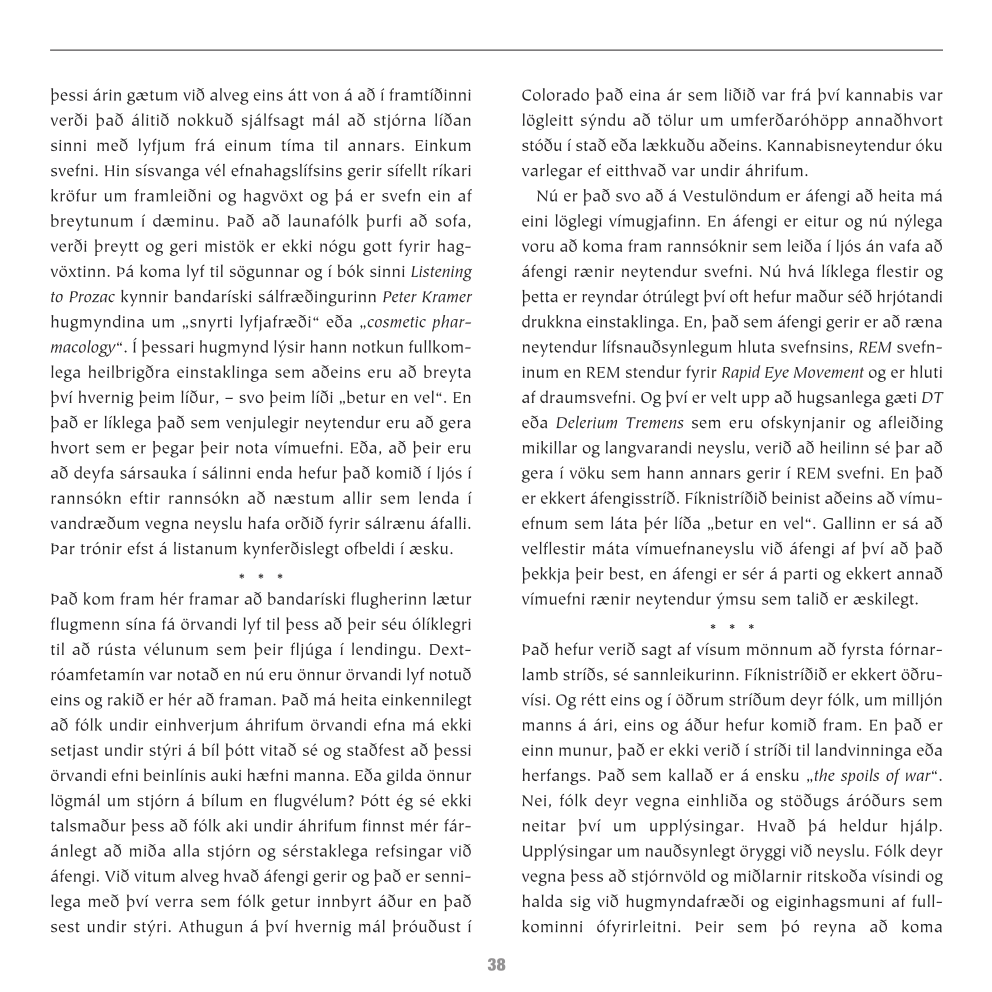 þessi árin gætum við alveg eins átt von á að í framtíðinni
verði það álitið nokkuð sjálfsagt mál að stjórna líðan
sinni með lyfjum frá einum tíma til annars. Einkum
svefni. Hin sísvanga vél efnahagslífsins gerir sífellt ríkari
kröfur um framleiðni og hagvöxt og þá er svefn ein af
breytunum í dæminu. Það að launafólk þurfi að sofa,
verði þreytt og geri mistök er ekki nógu gott fyrir hag-
vöxtinn. Þá koma lyf til sögunnar og í bók sinni Listening
to Prozac kynnir bandaríski sálfræðingurinn Peter Kramer
hugmyndina um „snyrti lyfjafræði“ eða „cosmetic phar-
macology“. Í þessari hugmynd lýsir hann notkun fullkom-
lega heilbrigðra einstaklinga sem aðeins eru að breyta
því hvernig þeim líður, – svo þeim líði „betur en vel“. En
það er líklega það sem venjulegir neytendur eru að gera
hvort sem er þegar þeir nota vímuefni. Eða, að þeir eru
að deyfa sársauka í sálinni enda hefur það komið í ljós í
rannsókn eftir rannsókn að næstum allir sem lenda í
vandræðum vegna neyslu hafa orðið fyrir sálrænu áfalli.
Þar trónir efst á listanum kynferðislegt ofbeldi í æsku.
* * *
Það kom fram hér framar að bandaríski flugherinn lætur
flugmenn sína fá örvandi lyf til þess að þeir séu ólíklegri
til að rústa vélunum sem þeir fljúga í lendingu. Dext-
róamfetamín var notað en nú eru önnur örvandi lyf notuð
eins og rakið er hér að framan. Það má heita einkennilegt
að fólk undir einhverjum áhrifum örvandi efna má ekki
setjast undir stýri á bíl þótt vitað sé og staðfest að þessi
örvandi efni beinlínis auki hæfni manna. Eða gilda önnur
lögmál um stjórn á bílum en flugvélum? Þótt ég sé ekki
talsmaður þess að fólk aki undir áhrifum finnst mér fár-
ánlegt að miða alla stjórn og sérstaklega refsingar við
áfengi. Við vitum alveg hvað áfengi gerir og það er senni-
lega með því verra sem fólk getur innbyrt áður en það
sest undir stýri. Athugun á því hvernig mál þróuðust í
Colorado það eina ár sem liðið var frá því kannabis var
lögleitt sýndu að tölur um umferðaróhöpp annaðhvort
stóðu í stað eða lækkuðu aðeins. Kannabisneytendur óku
varlegar ef eitthvað var undir áhrifum.
Nú er það svo að á Vestulöndum er áfengi að heita má
eini löglegi vímugjafinn. En áfengi er eitur og nú nýlega
voru að koma fram rannsóknir sem leiða í ljós án vafa að
áfengi rænir neytendur svefni. Nú hvá líklega flestir og
þetta er reyndar ótrúlegt því oft hefur maður séð hrjótandi
drukkna einstaklinga. En, það sem áfengi gerir er að ræna
neytendur lífsnauðsynlegum hluta svefnsins, REM svefn-
inum en REM stendur fyrir Rapid Eye Movement og er hluti
af draumsvefni. Og því er velt upp að hugsanlega gæti DT
eða Delerium Tremens sem eru ofskynjanir og afleiðing
mikillar og langvarandi neyslu, verið að heilinn sé þar að
gera í vöku sem hann annars gerir í REM svefni. En það
er ekkert áfengisstríð. Fíknistríðið beinist aðeins að vímu-
efnum sem láta þér líða „betur en vel“. Gallinn er sá að
velflestir máta vímuefnaneyslu við áfengi af því að það
þekkja þeir best, en áfengi er sér á parti og ekkert annað
vímuefni rænir neytendur ýmsu sem talið er æskilegt.
* * *
Það hefur verið sagt af vísum mönnum að fyrsta fórnar-
lamb stríðs, sé sannleikurinn. Fíknistríðið er ekkert öðru-
vísi. Og rétt eins og í öðrum stríðum deyr fólk, um milljón
manns á ári, eins og áður hefur komið fram. En það er
einn munur, það er ekki verið í stríði til landvinninga eða
herfangs. Það sem kallað er á ensku „the spoils of war“.
Nei, fólk deyr vegna einhliða og stöðugs áróðurs sem
neitar því um upplýsingar. Hvað þá heldur hjálp.
Upplýsingar um nauðsynlegt öryggi við neyslu. Fólk deyr
vegna þess að stjórnvöld og miðlarnir ritskoða vísindi og
halda sig við hugmyndafræði og eiginhagsmuni af full-
kominni ófyrirleitni. Þeir sem þó reyna að koma
38